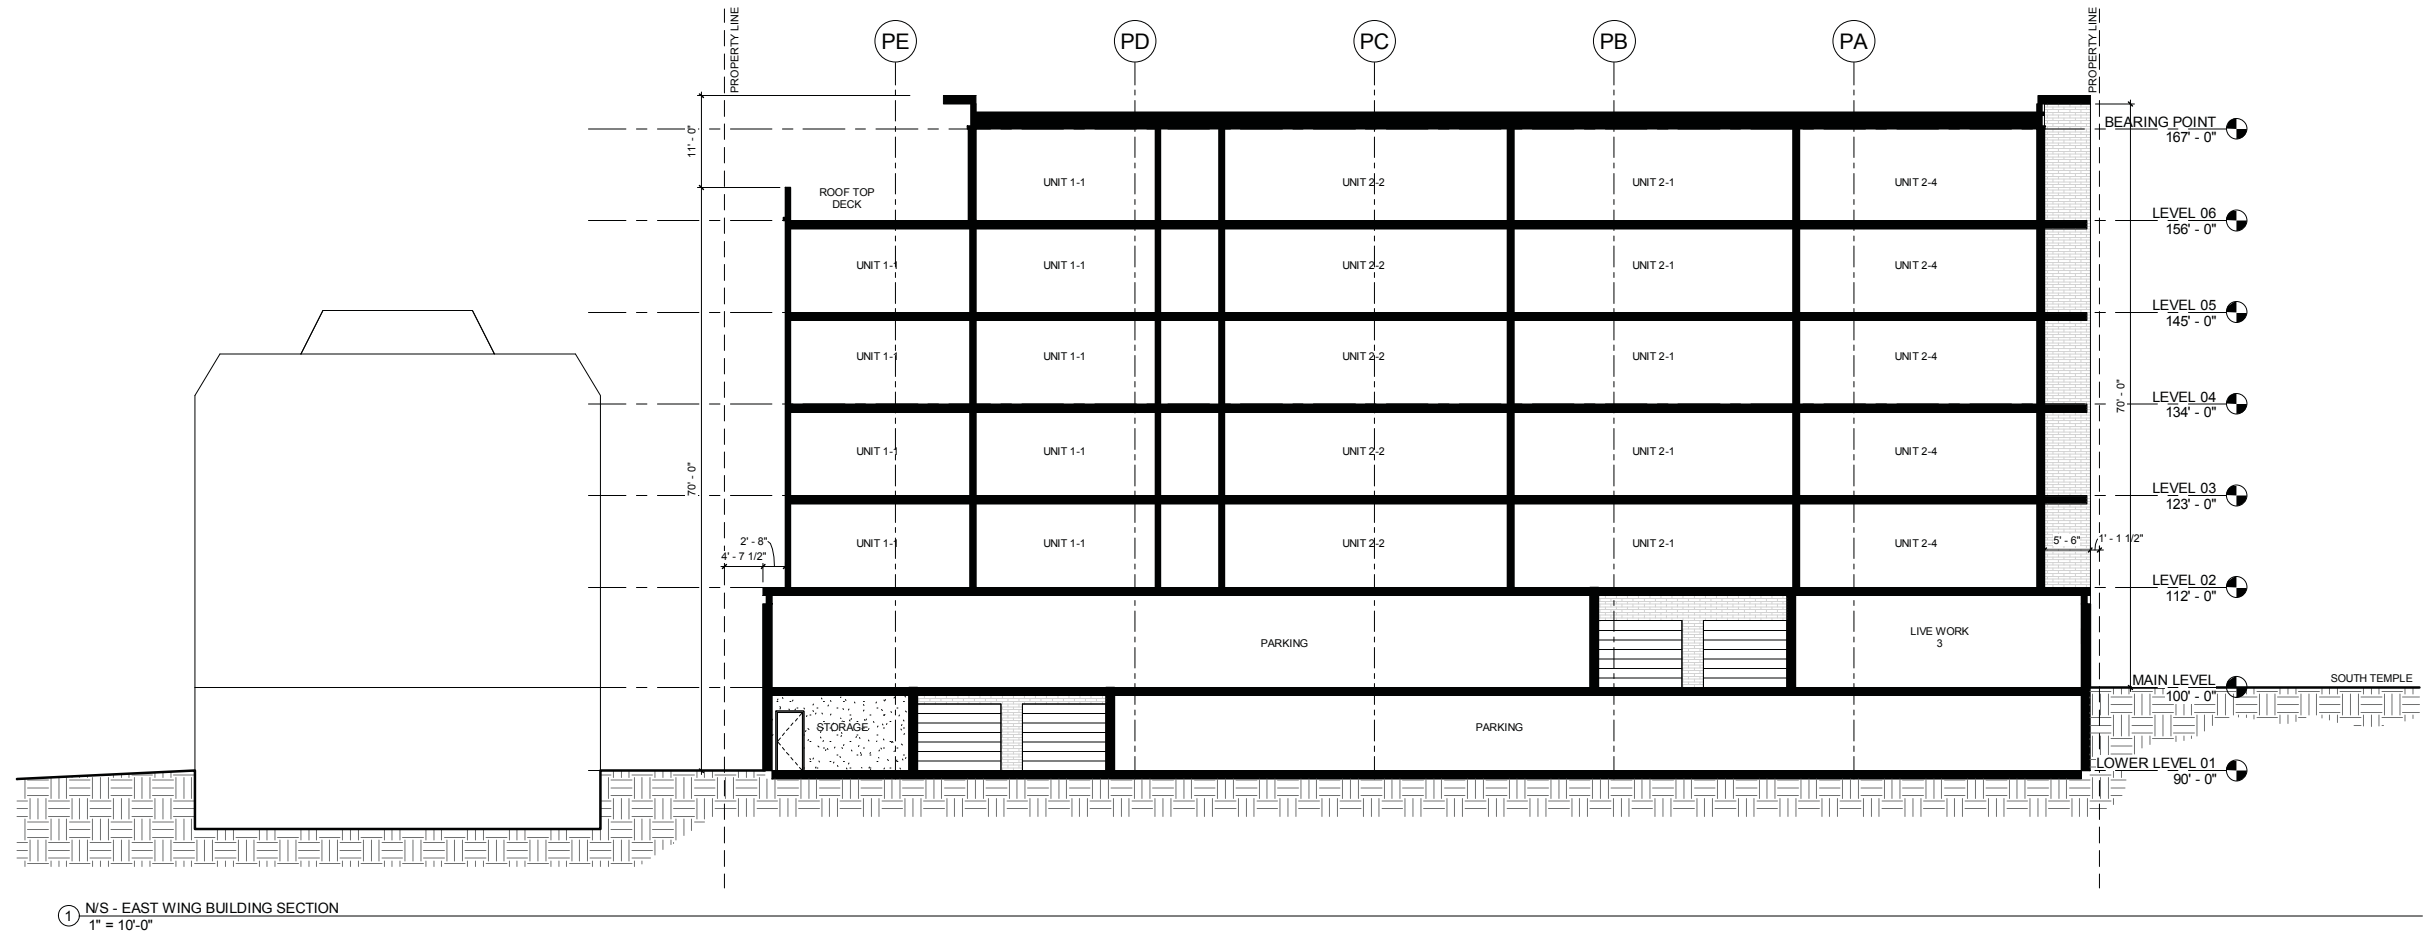 PROPERTY LINE
PE
PD
PC
PB
PA
PROPERTY LINE
11' - 0"
BEARING POINT
167' - 0"
UNIT 1-1
UNIT 2-2
UNIT 2-1
UNIT 2-4
ROOF TOP
DECK
LEVEL 06
156' - 0"
UNIT 1-1
UNIT 1-1
UNIT 2-2
UNIT 2-1
UNIT 2-4
LEVEL 05
145' - 0"
UNIT 1-1
UNIT 1-1
UNIT 2-2
UNIT 2-1
UNIT 2-4
70' - 0"
LEVEL 04
134' - 0"
UNIT 1-1
UNIT 1-1
UNIT 2-2
UNIT 2-1
UNIT 2-4
70' - 0"
LEVEL 03
123' - 0"
2' - 8"
4' - 7 1/2"
UNIT 1-1
UNIT 1-1
UNIT 2-2
UNIT 2-1
UNIT 2-4
5' - 6"
1' - 1 1/2"
LEVEL 02
112' - 0"
PARKING
LIVE WORK
3
MAIN LEVEL
100' - 0"
SOUTH TEMPLE
STORAGE
PARKING
LOWER LEVEL 01
90' - 0"
1
N/S - EAST WING BUILDING SECTION
1" = 10'-0"